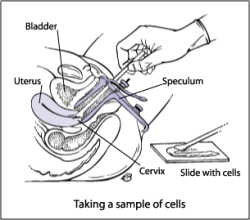 Bladder
Uterus
Speculum
Cervix
Slide with cells
Taking a sample of cells